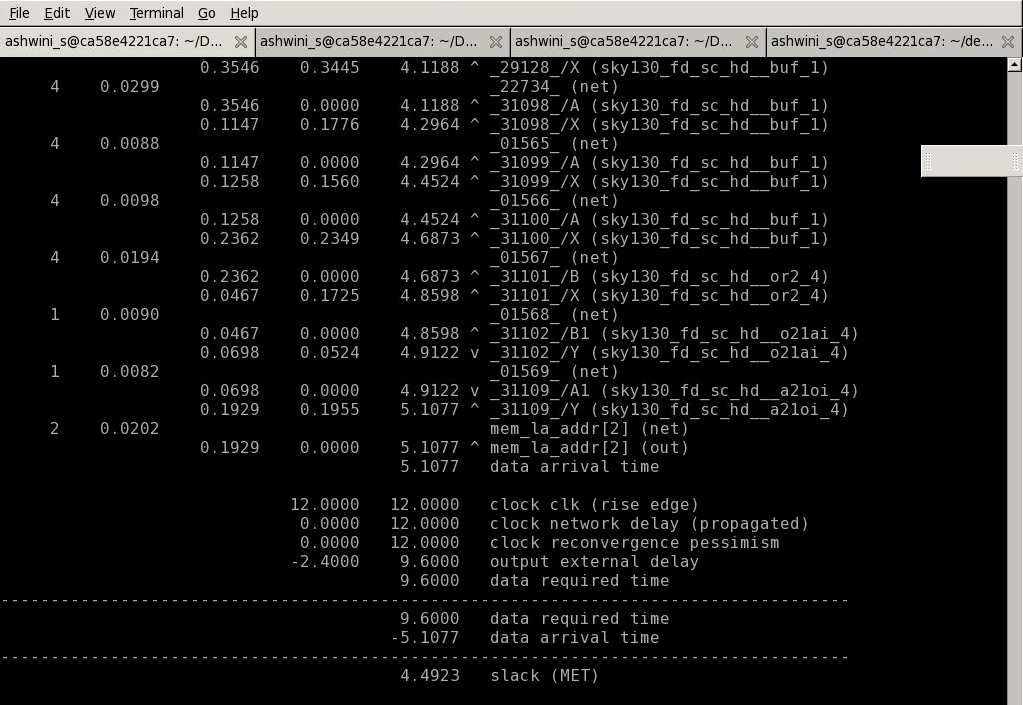 File Edit View Terminal Go Help
ashwini_s@ca58e4221ca7: ~/D... ashwini_s@ca58e4221ca7: ~/D... ashwini_s@ca58e4221ca7: ~/D... ashwini_s@ca58e4221ca7: ~/de...
0.3546 0.3445 4.1188 ^ _29128_/X (sky130_fd_sc_hd__buf_1)
4 0.0299 _22734_ (net)
0.3546 0.0000 4.1188 ^ _31098_/A (sky130_fd_sc_hd__buf_1)
0.1147 0.1776 4.2964 ^ _31098_/X (sky130_fd_sc_hd__buf_1)
4 0.0088 _01565_ (net)
0.1147 0.0000 4.2964 ^ _31099_/A (sky130_fd_sc_hd__buf_1)
0.1258 0.1560 4.4524 ^ _31099_/X (sky130_fd_sc_hd__buf_1)
4 0.0098 _01566_ (net)
0.1258 0.0000 4.4524 ^ _31100_/A (sky130_fd_sc_hd__buf_1)
0.2362 0.2349 4.6873 ^ _31100_/X (sky130_fd_sc_hd__buf_1)
4 0.0194 _01567_ (net)
0.2362 0.0000 4.6873 ^ _31101_/B (sky130_fd_sc_hd__or2_4)
0.0467 0.1725 4.8598 ^ _31101_/X (sky130_fd_sc_hd__or2_4)
1 0.0090 _01568_ (net)
0.0467 0.0000 4.8598 ^ _31102_/B1 (sky130_fd_sc_hd__o21ai_4)
0.0698 0.0524 4.9122 v _31102_/Y (sky130_fd_sc_hd__o21ai_4)
1 0.0082 _01569_ (net)
0.0698 0.0000 4.9122 v _31109_/A1 (sky130_fd_sc_hd__a21oi_4)
0.1929 0.1955 5.1077 ^ _31109_/Y (sky130_fd_sc_hd__a21oi_4)
2 0.0202 mem_la_addr[2] (net)
0.1929 0.0000 5.1077 ^ mem_la_addr[2] (out)
5.1077 data arrival time
12.0000 12.0000 clock clk (rise edge)
0.0000 12.0000 clock network delay (propagated)
0.0000 12.0000 clock reconvergence pessimism
-2.4000 9.6000 output external delay
9.6000 data required time
-------------------------------------------------------------------------------------
9.6000 data required time
-5.1077 data arrival time
-------------------------------------------------------------------------------------
4.4923 slack (MET)